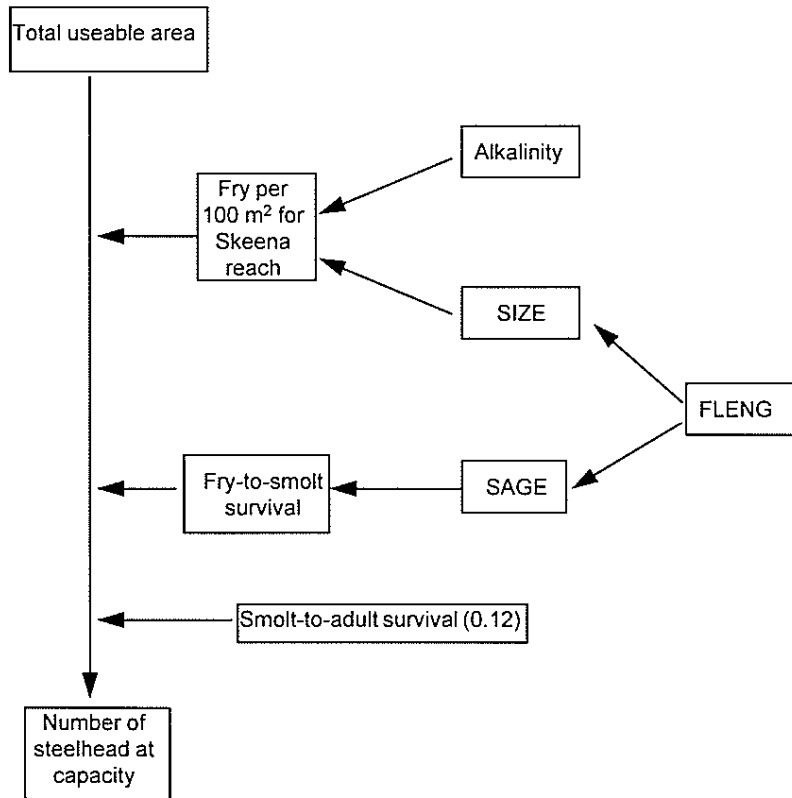 Total useable area
Alkalinity
Fry per
100 m² for
Skeena
reach
SIZE
FLENG
Fry-to-smolt
survival
SAGE
Smolt-to-adult survival (0.12)
Number of
steelhead at
capacity